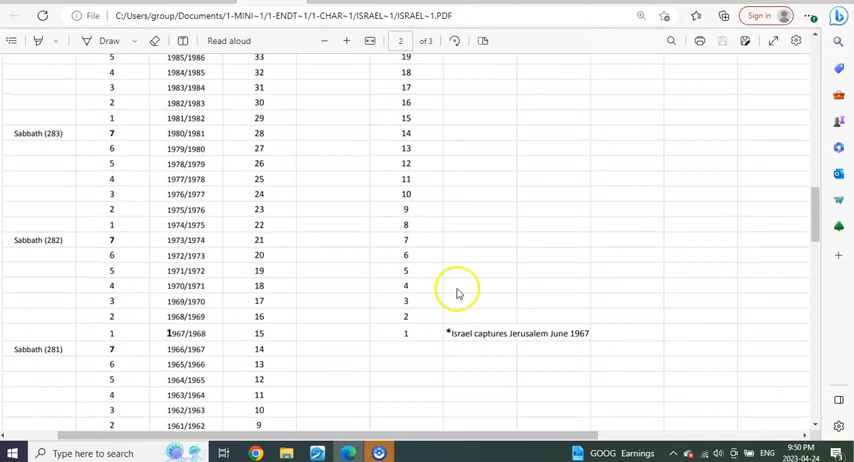 C:/Users/group/Documents/1-MINI~1/1-ENDT~1/1-CHAR~1/ISRAEL~1/ISRAEL~1.PDF
Sign in
Draw
Read aloud
2 of 3
5 1985/1986 33 19
4 1984/1985 32 18
3 1983/1984 31 17
2 1982/1983 30 16
1 1981/1982 29 15
Sabbath (283) 7 1980/1981 28 14
6 1979/1980 27 13
5 1978/1979 26 12
4 1977/1978 25 11
3 1976/1977 24 10
2 1975/1976 23 9
1 1974/1975 22 8
Sabbath (282) 7 1973/1974 21 7
6 1972/1973 20 6
5 1971/1972 19 5
4 1970/1971 18 4
3 1969/1970 17 3
2 1968/1969 16 2
1 1967/1968 15 1 *Israel captures Jerusalem June 1967
Sabbath (281) 7 1966/1967 14
6 1965/1966 13
5 1964/1965 12
4 1963/1964 11
3 1962/1963 10
2 1961/1962 9
Type here to search
GOOG Earnings
ENG
9:50 PM
2023-04-24